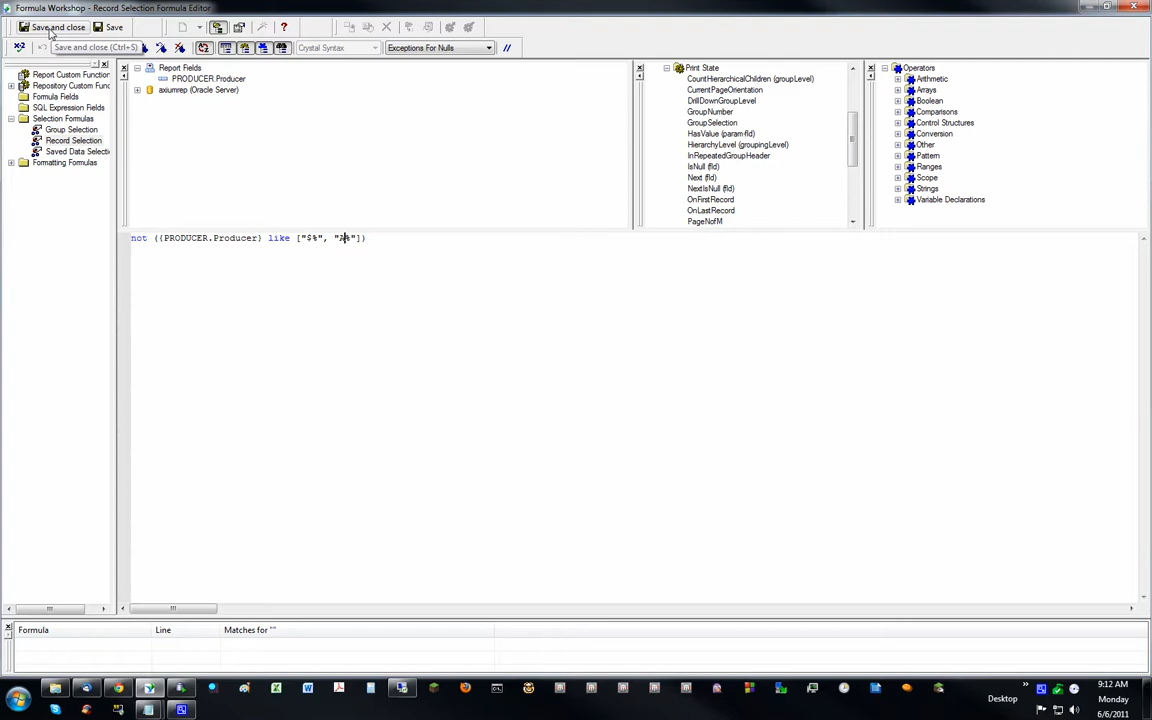 Formula Workshop - Record Selection Formula Editor
Save and close
Save
Save and close (Ctrl+S)
Crystal Syntax
Exceptions For Nulls
//
Report Custom Function
Repository Custom Func
Formula Fields
SQL Expression Fields
Selection Formulas
Group Selection
Record Selection
Saved Data Selecti
Formatting Formulas
Report Fields
PRODUCER.Producer
axiumrep (Oracle Server)
Print State
CountHierarchicalChildren (groupLevel)
CurrentPageOrientation
DrillDownGroupLevel
GroupNumber
GroupSelection
HasValue (param-fld)
HierarchyLevel (groupingLevel)
InRepeatedGroupHeader
IsNull (fld)
Next (fld)
NextIsNull (fld)
OnFirstRecord
OnLastRecord
PageNofM
Operators
Arithmetic
Arrays
Boolean
Comparisons
Control Structures
Conversion
Other
Pattern
Ranges
Scope
Strings
Variable Declarations
not ({PRODUCER.Producer} like ["$%", "A%"])
Formula Line Matches for ""
Desktop
9:12 AM
Monday
6/6/2011